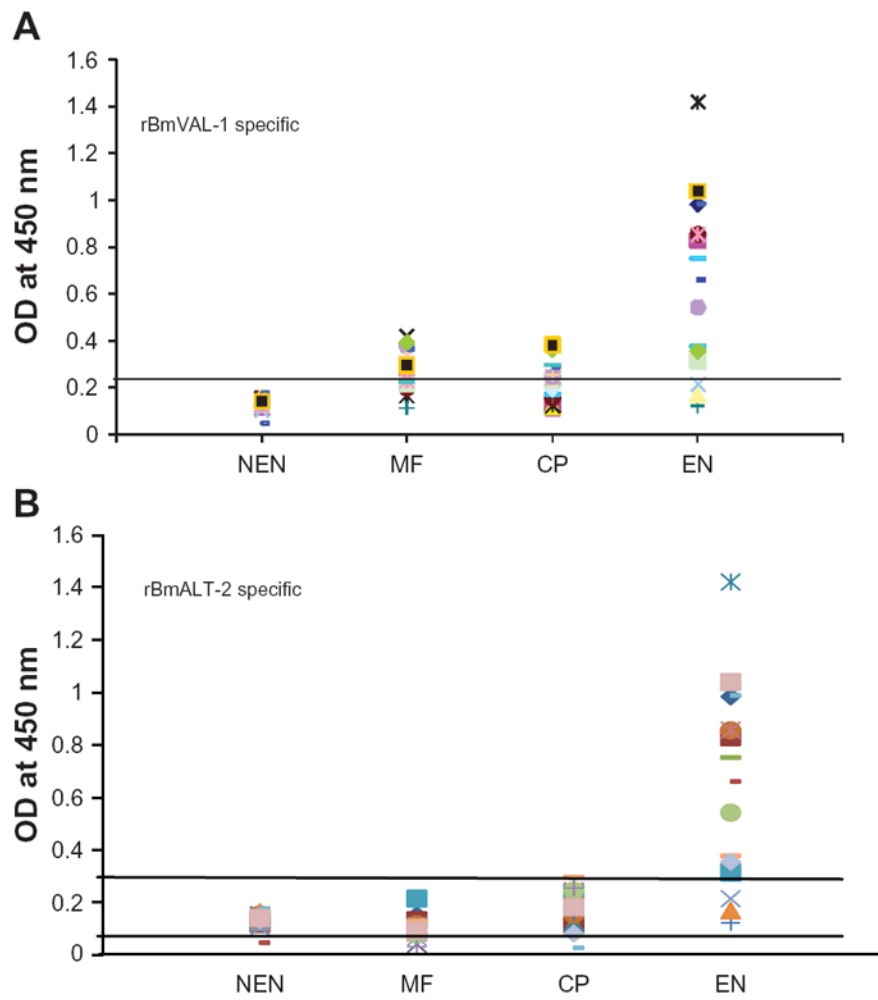 A
1.6
rBmVAL-1 specific
1.4
1.2
1
0.8
0.6
0.4
0.2
0
OD at 450 nm
NEN MF CP EN
B
1.6
rBmALT-2 specific
1.4
1.2
1
0.8
0.6
0.4
0.2
0
OD at 450 nm
NEN MF CP EN